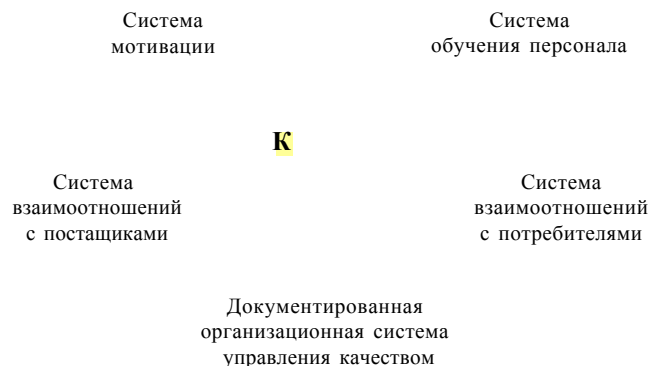 Система
мотивации
Система
обучения персонала
К
Система
взаимоотношений
с постащиками
Система
взаимоотношений
с потребителями
Документированная
организационная система
управления качеством